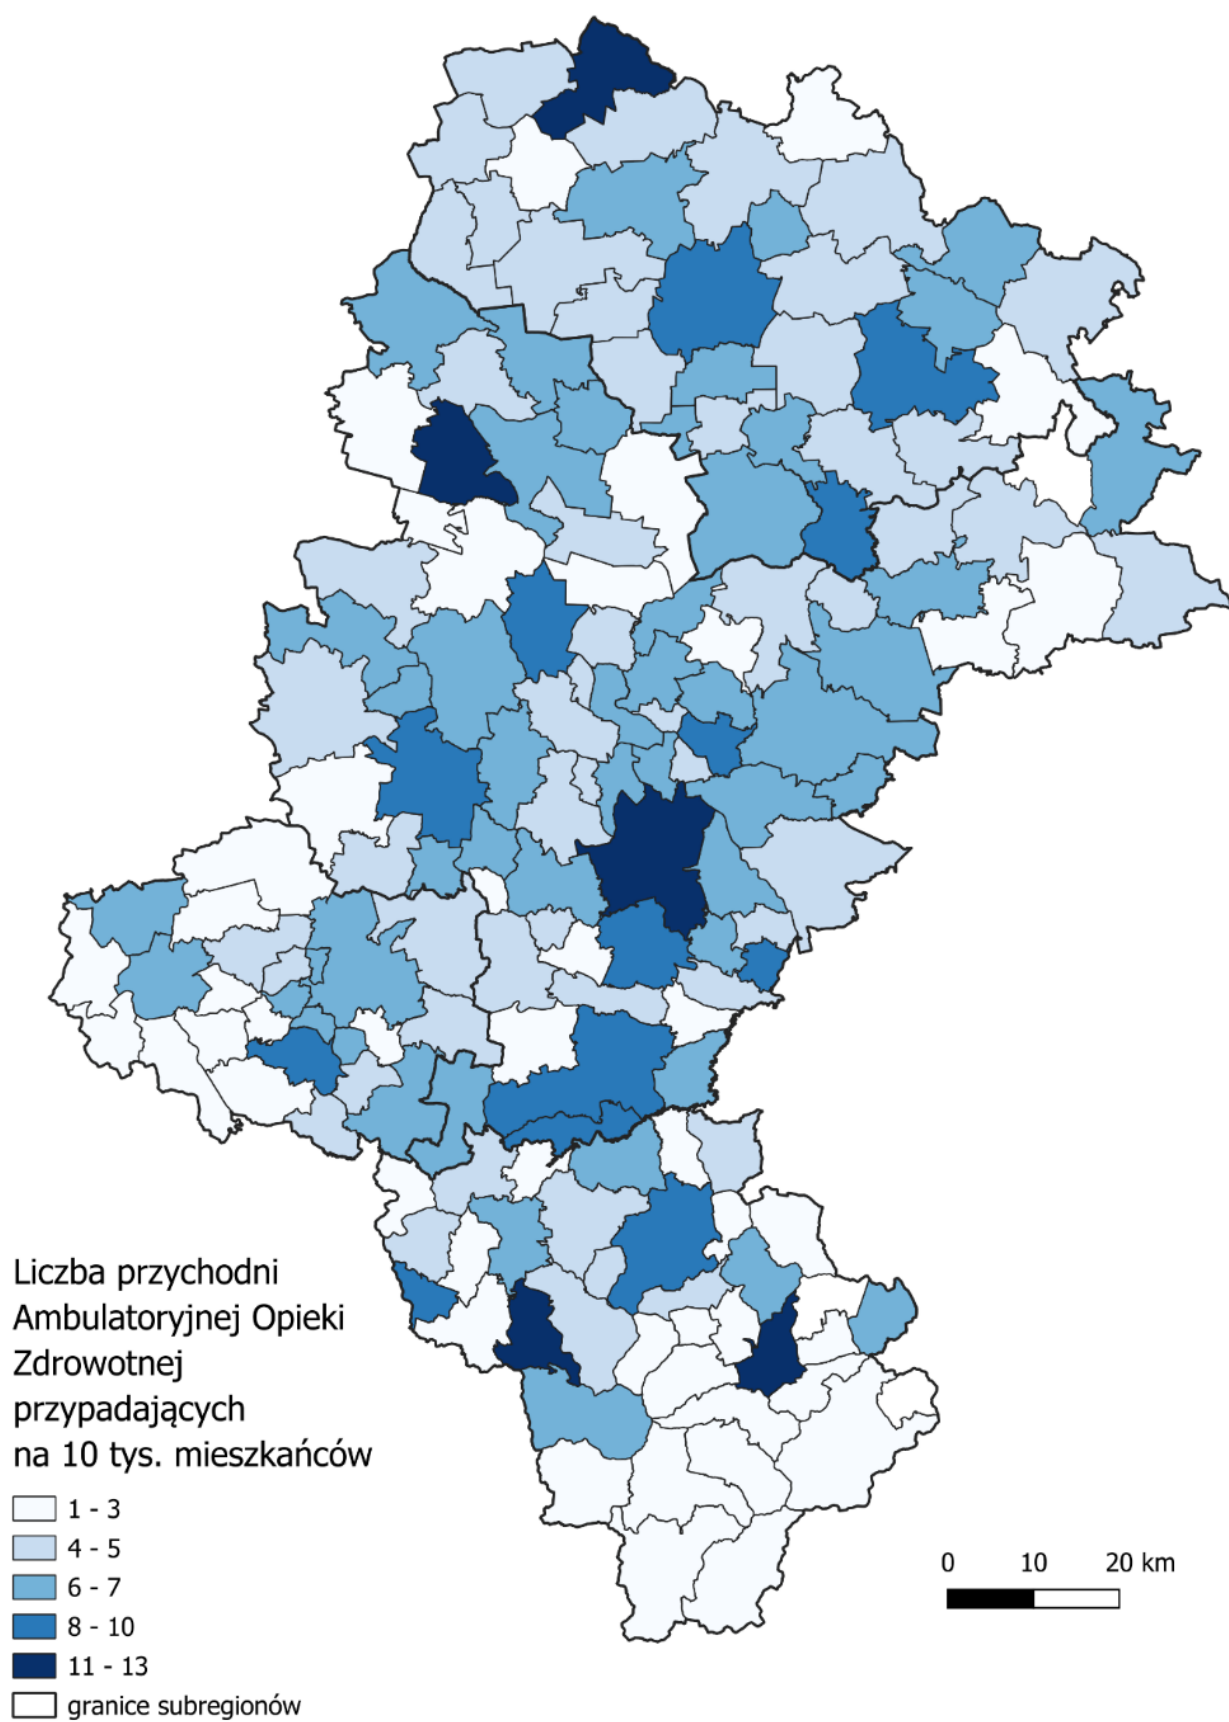 Liczba przychodni
Ambulatoryjnej Opieki
Zdrowotnej
przypadających
na 10 tys. mieszkańców
1 - 3
4 - 5
6 - 7
8 - 10
11 - 13
granice subregionów
0 10 20 km